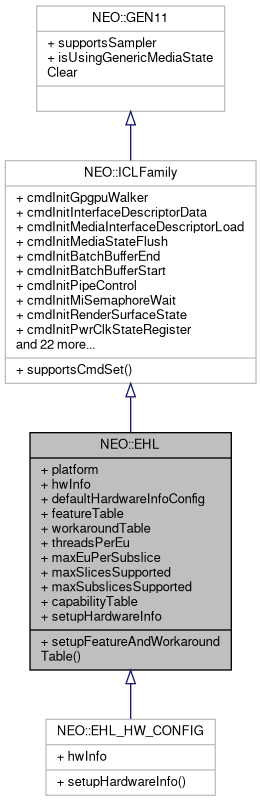 NEO::GEN11
+ supportsSampler
+ isUsingGenericMediaState
Clear
NEO::ICLFamily
+ cmdInitGpgpuWalker
+ cmdInitInterfaceDescriptorData
+ cmdInitMediaInterfaceDescriptorLoad
+ cmdInitMediaStateFlush
+ cmdInitBatchBufferEnd
+ cmdInitBatchBufferStart
+ cmdInitPipeControl
+ cmdInitMiSemaphoreWait
+ cmdInitRenderSurfaceState
+ cmdInitPwrClkStateRegister
and 22 more...
+ supportsCmdSet()
NEO::EHL
+ platform
+ hwInfo
+ defaultHardwareInfoConfig
+ featureTable
+ workaroundTable
+ threadsPerEu
+ maxEuPerSubslice
+ maxSlicesSupported
+ maxSubslicesSupported
+ capabilityTable
+ setupHardwareInfo
+ setupFeatureAndWorkaround
Table()
NEO::EHL_HW_CONFIG
+ hwInfo
+ setupHardwareInfo()